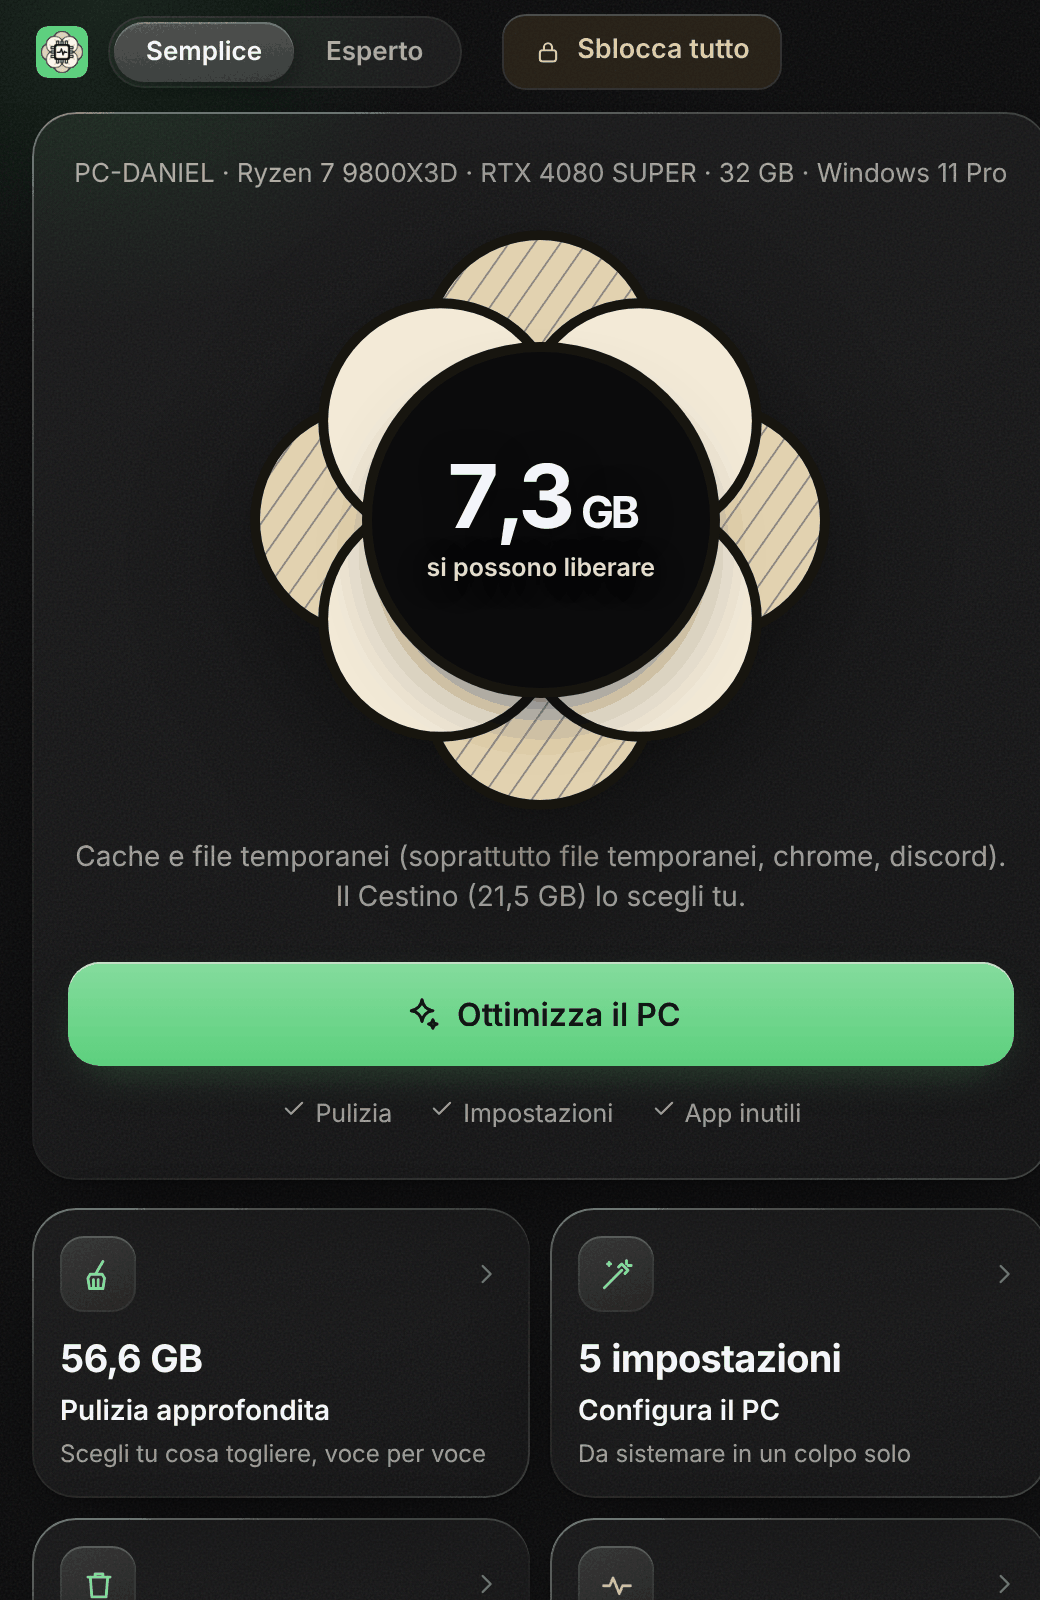 Semplice
Esperto
Sblocca tutto
PC-DANIEL · Ryzen 7 9800X3D · RTX 4080 SUPER · 32 GB · Windows 11 Pro
7,3 GB
si possono liberare
Cache e file temporanei (soprattutto file temporanei, chrome, discord).
Il Cestino (21,5 GB) lo scegli tu.
Ottimizza il PC
Pulizia
Impostazioni
App inutili
56,6 GB
Pulizia approfondita
Scegli tu cosa togliere, voce per voce
5 impostazioni
Configura il PC
Da sistemare in un colpo solo